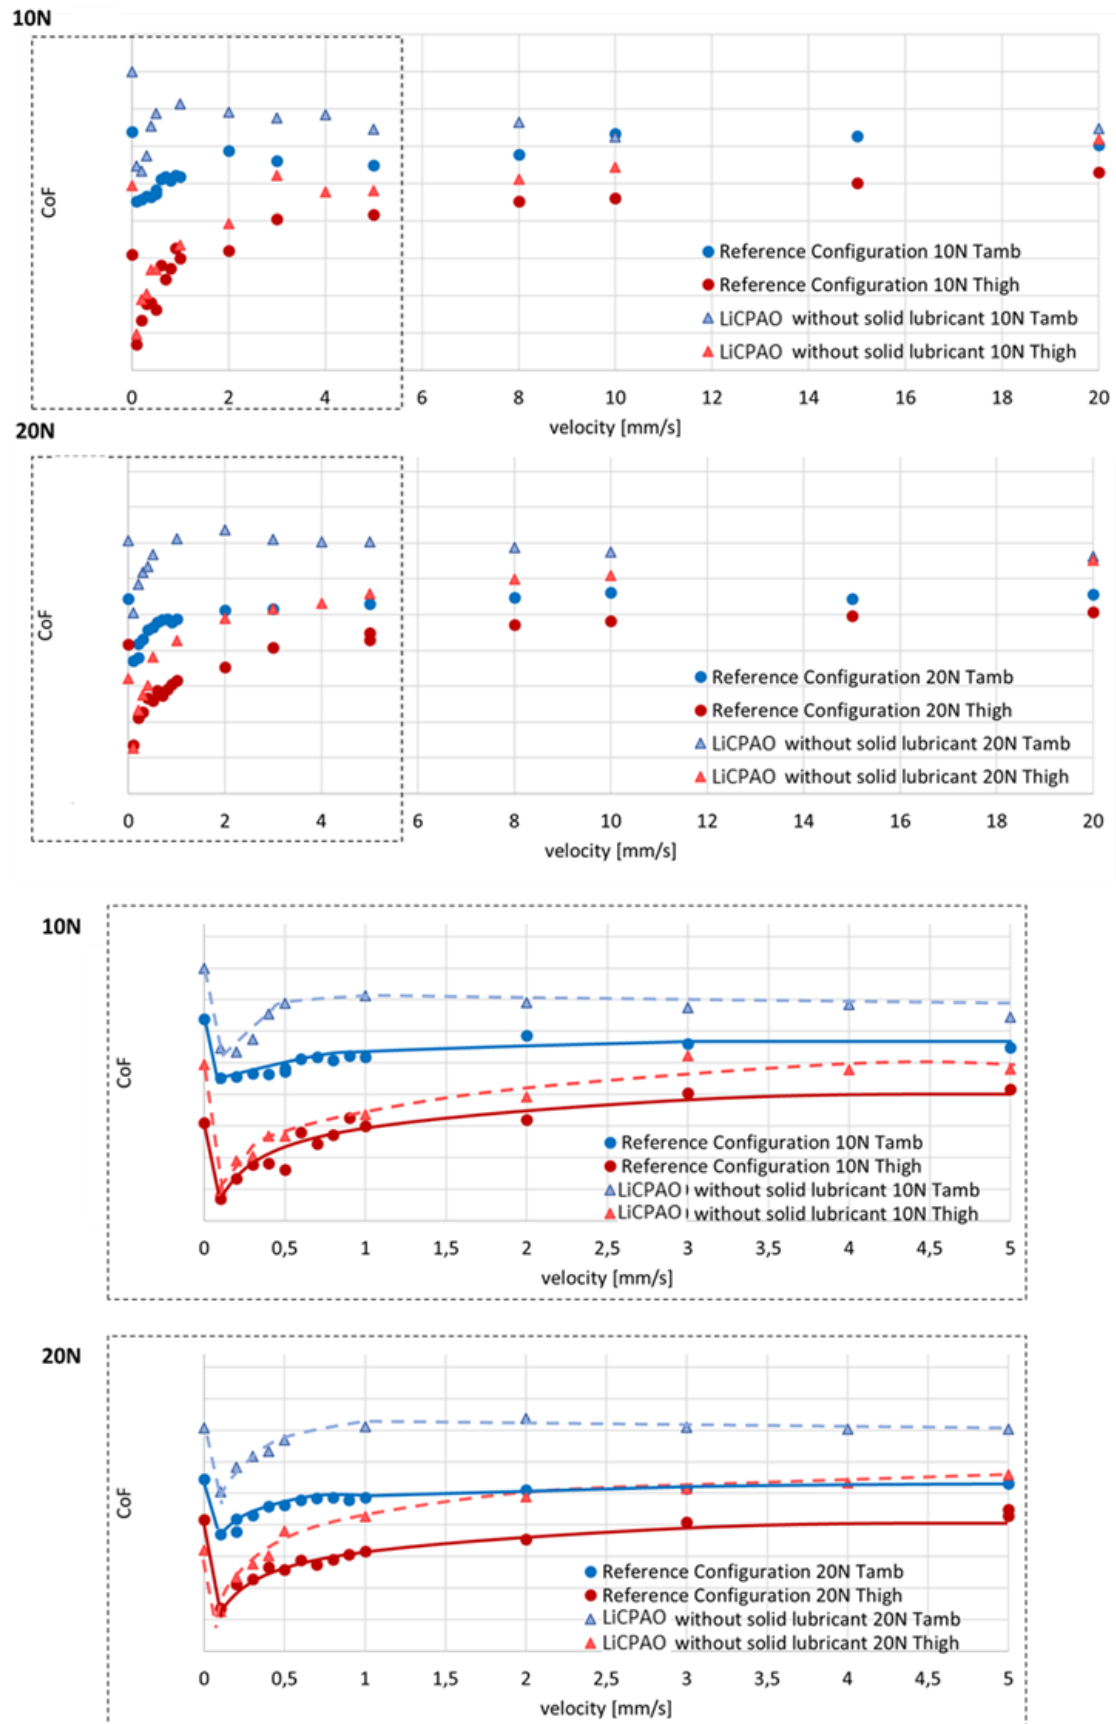 10N
CoF
Reference Configuration 10N Tamb
Reference Configuration 10N Thigh
LiCPAO without solid lubricant 10N Tamb
LiCPAO without solid lubricant 10N Thigh
0 2 4 6 8 10 12 14 16 18 20
velocity [mm/s]
20N
CoF
Reference Configuration 20N Tamb
Reference Configuration 20N Thigh
LiCPAO without solid lubricant 20N Tamb
LiCPAO without solid lubricant 20N Thigh
0 2 4 6 8 10 12 14 16 18 20
velocity [mm/s]
10N
CoF
Reference Configuration 10N Tamb
Reference Configuration 10N Thigh
LiCPAO without solid lubricant 10N Tamb
LiCPAO without solid lubricant 10N Thigh
0 0,5 1 1,5 2 2,5 3 3,5 4 4,5 5
velocity [mm/s]
20N
CoF
Reference Configuration 20N Tamb
Reference Configuration 20N Thigh
LiCPAO without solid lubricant 20N Tamb
LiCPAO without solid lubricant 20N Thigh
0 0,5 1 1,5 2 2,5 3 3,5 4 4,5 5
velocity [mm/s]